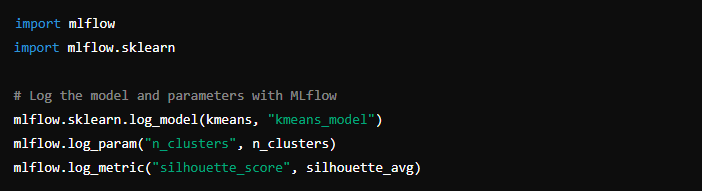 import mlflow
import mlflow.sklearn
# Log the model and parameters with MLflow
mlflow.sklearn.log_model(kmeans, "kmeans_model")
mlflow.log_param("n_clusters", n_clusters)
mlflow.log_metric("silhouette_score", silhouette_avg)